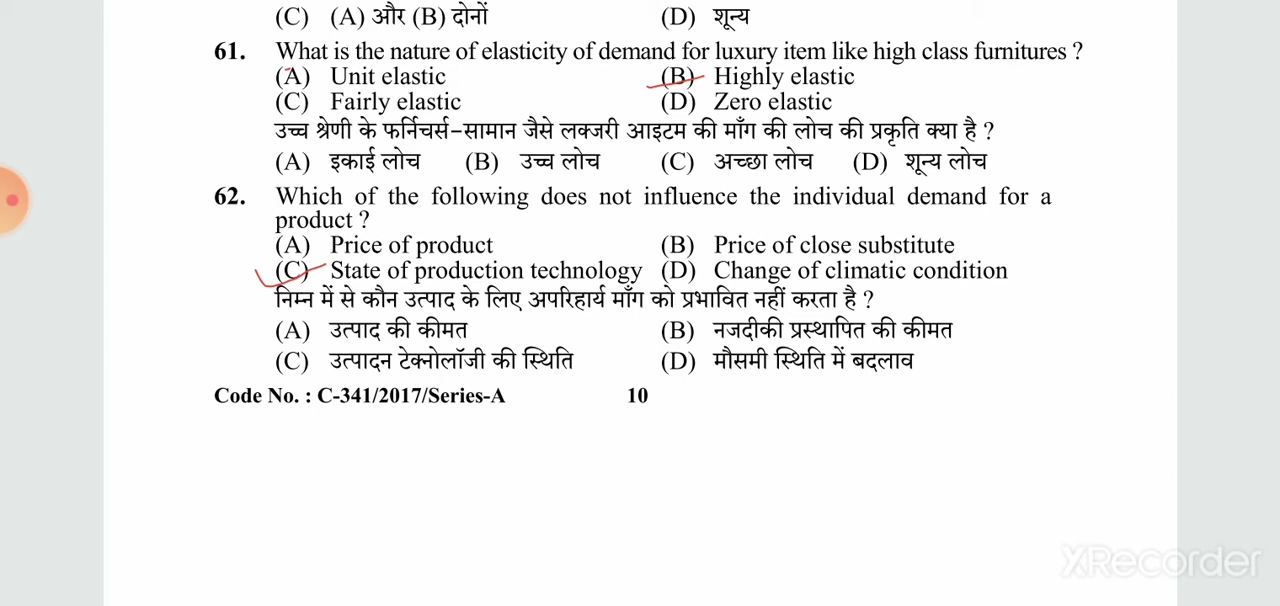 (C) (A) और (B) दोनों (D) शून्य
61. What is the nature of elasticity of demand for luxury item like high class furnitures ?
(A) Unit elastic (B) Highly elastic
(C) Fairly elastic (D) Zero elastic
उच्च श्रेणी के फर्निचर्स-सामान जैसे लक्जरी आइटम की माँग की लोच की प्रकृति क्या है ?
(A) इकाई लोच (B) उच्च लोच (C) अच्छा लोच (D) शून्य लोच
62. Which of the following does not influence the individual demand for a
product ?
(A) Price of product (B) Price of close substitute
(C) State of production technology (D) Change of climatic condition
निम्न में से कौन उत्पाद के लिए अपरिहार्य माँग को प्रभावित नहीं करता है ?
(A) उत्पाद की कीमत (B) नजदीकी प्रस्थापित की कीमत
(C) उत्पादन टेक्नोलॉजी की स्थिति (D) मौसमी स्थिति में बदलाव
Code No. : C-341/2017/Series-A 10
XRecorder